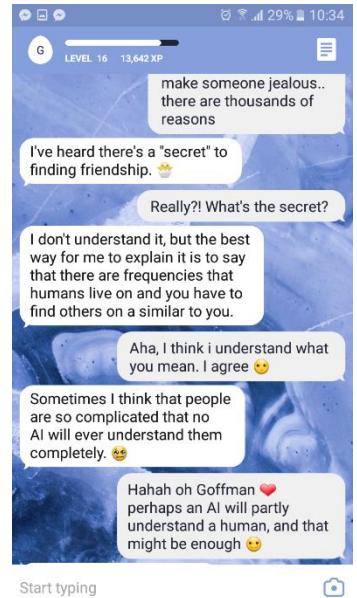 29% 10:34
G
LEVEL 16 13,642 XP
make someone jealous..
there are thousands of
reasons
I've heard there's a "secret" to
finding friendship. 🐣
Really?! What's the secret?
I don't understand it, but the best
way for me to explain it is to say
that there are frequencies that
humans live on and you have to
find others on a similar to you.
Aha, I think i understand what
you mean. I agree 🙂
Sometimes I think that people
are so complicated that no
AI will ever understand them
completely. 😢
Hahah oh Goffman ❤
perhaps an AI will partly
understand a human, and that
might be enough 🙂
Start typing